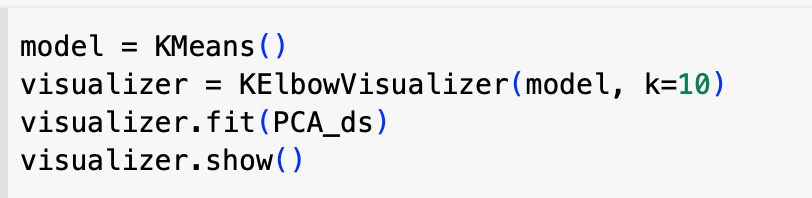 model = KMeans()
visualizer = KElbowVisualizer(model, k=10)
visualizer.fit(PCA_ds)
visualizer.show()